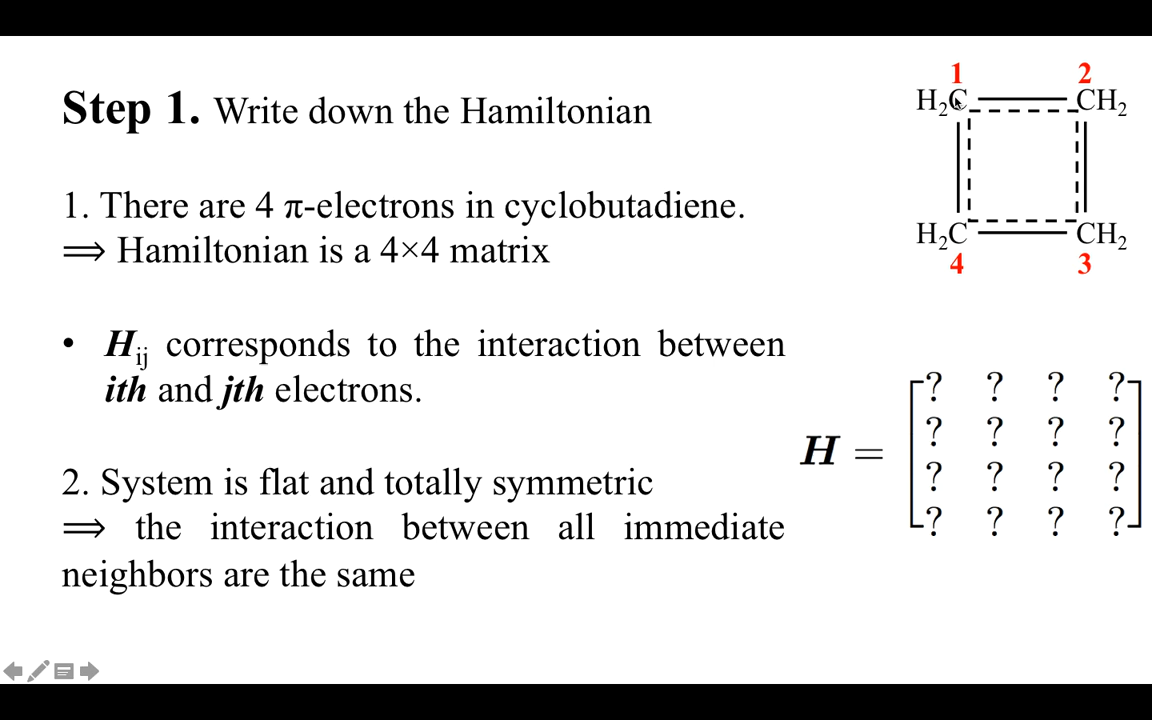 Step 1. Write down the Hamiltonian
1. There are 4 π-electrons in cyclobutadiene.
⟹ Hamiltonian is a 4×4 matrix
• Hij corresponds to the interaction between
ith and jth electrons.
2. System is flat and totally symmetric
⟹ the interaction between all immediate
neighbors are the same
1 2
H₂C CH₂
H₂C CH₂
4 3
H =
? ? ? ?
? ? ? ?
? ? ? ?
? ? ? ?